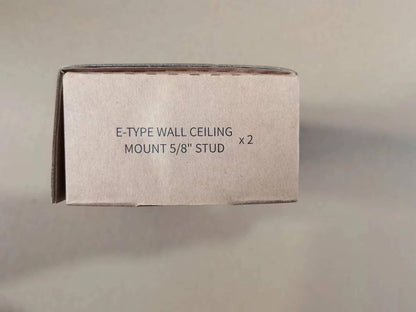 E-TYPE WALL CEILING
MOUNT 5/8" STUD x 2